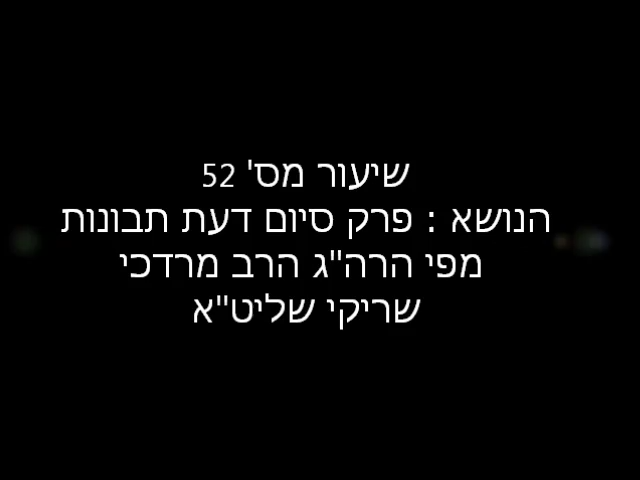 שיעור מס' 52
הנושא : פרק סיום דעת תבונות
מפי הרה"ג הרב מרדכי
שריקי שליט"א